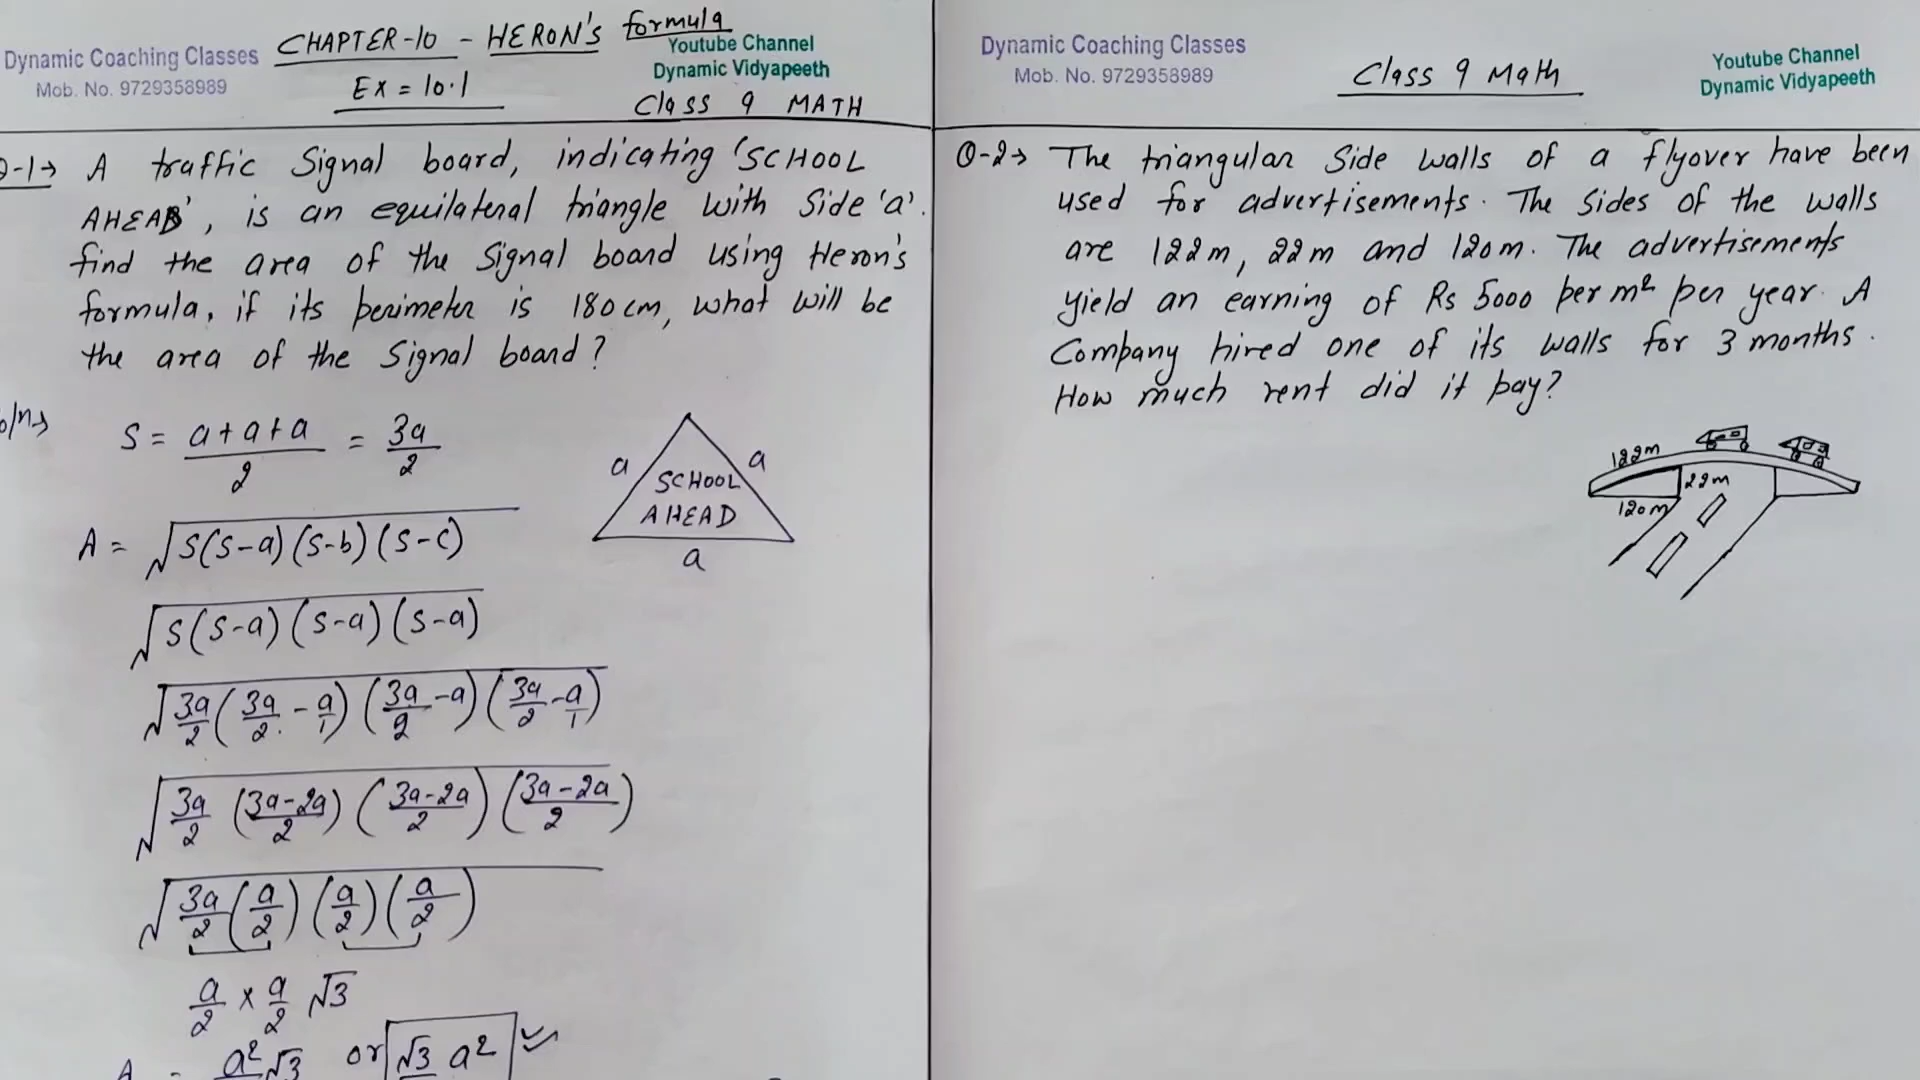 Dynamic Coaching Classes
Mob. No. 9729358989
CHAPTER-10 - HERON'S formula
Ex = 10.1
Youtube Channel
Dynamic Vidyapeeth
Class 9 MATH
Q-1→ A traffic Signal board, indicating 'SCHOOL
AHEAD', is an equilateral triangle with Side 'a'.
find the area of the Signal board using Heron's
formula, if its perimeter is 180cm, what will be
the area of the Signal board?
S = a+a+a/2 = 3a/2
A = √S(S-a)(S-b)(S-c)
√S(S-a)(S-a)(S-a)
√3a/2(3a/2 - a/1)(3a/2 - a)(3a/2 - a/1)
√3a/2 (3a-2a/2)(3a-2a/2)(3a-2a/2)
√3a/2(a/2)(a/2)(a/2)
a/2 × a/2 √3
A = a²√3 or √3 a²
a
a
SCHOOL
AHEAD
a
Dynamic Coaching Classes
Mob. No. 9729358989
Class 9 Math
Youtube Channel
Dynamic Vidyapeeth
Q-2→ The triangular Side walls of a flyover have been
used for advertisements. The Sides of the walls
are 122m, 22m and 120m. The advertisements
yield an earning of Rs 5000 per m² per year. A
Company hired one of its walls for 3 months.
How much rent did it pay?
122m
22m
120m